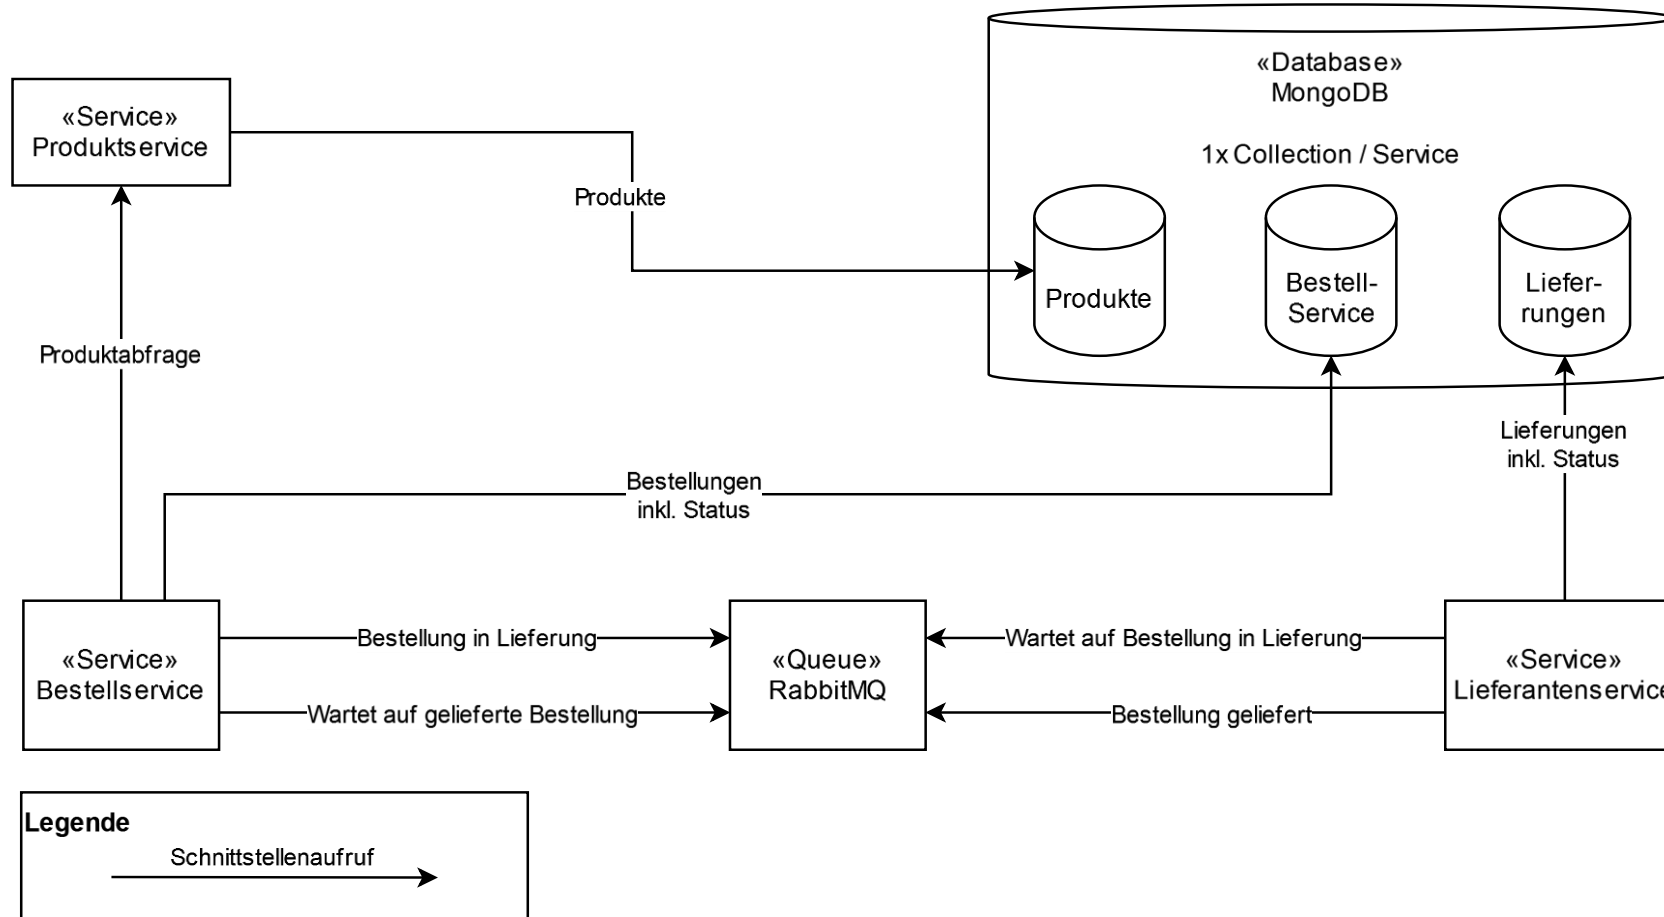 «Database»
MongoDB
«Service»
Produktservice
1x Collection / Service
Produkte
Produkte
Bestell-
Service
Liefer-
rungen
Produktabfrage
Lieferungen
inkl. Status
Bestellungen
inkl. Status
«Service»
Bestellservice
Bestellung in Lieferung
Wartet auf gelieferte Bestellung
«Queue»
RabbitMQ
Wartet auf Bestellung in Lieferung
Bestellung geliefert
«Service»
Lieferantenservice
Legende
Schnittstellenaufruf